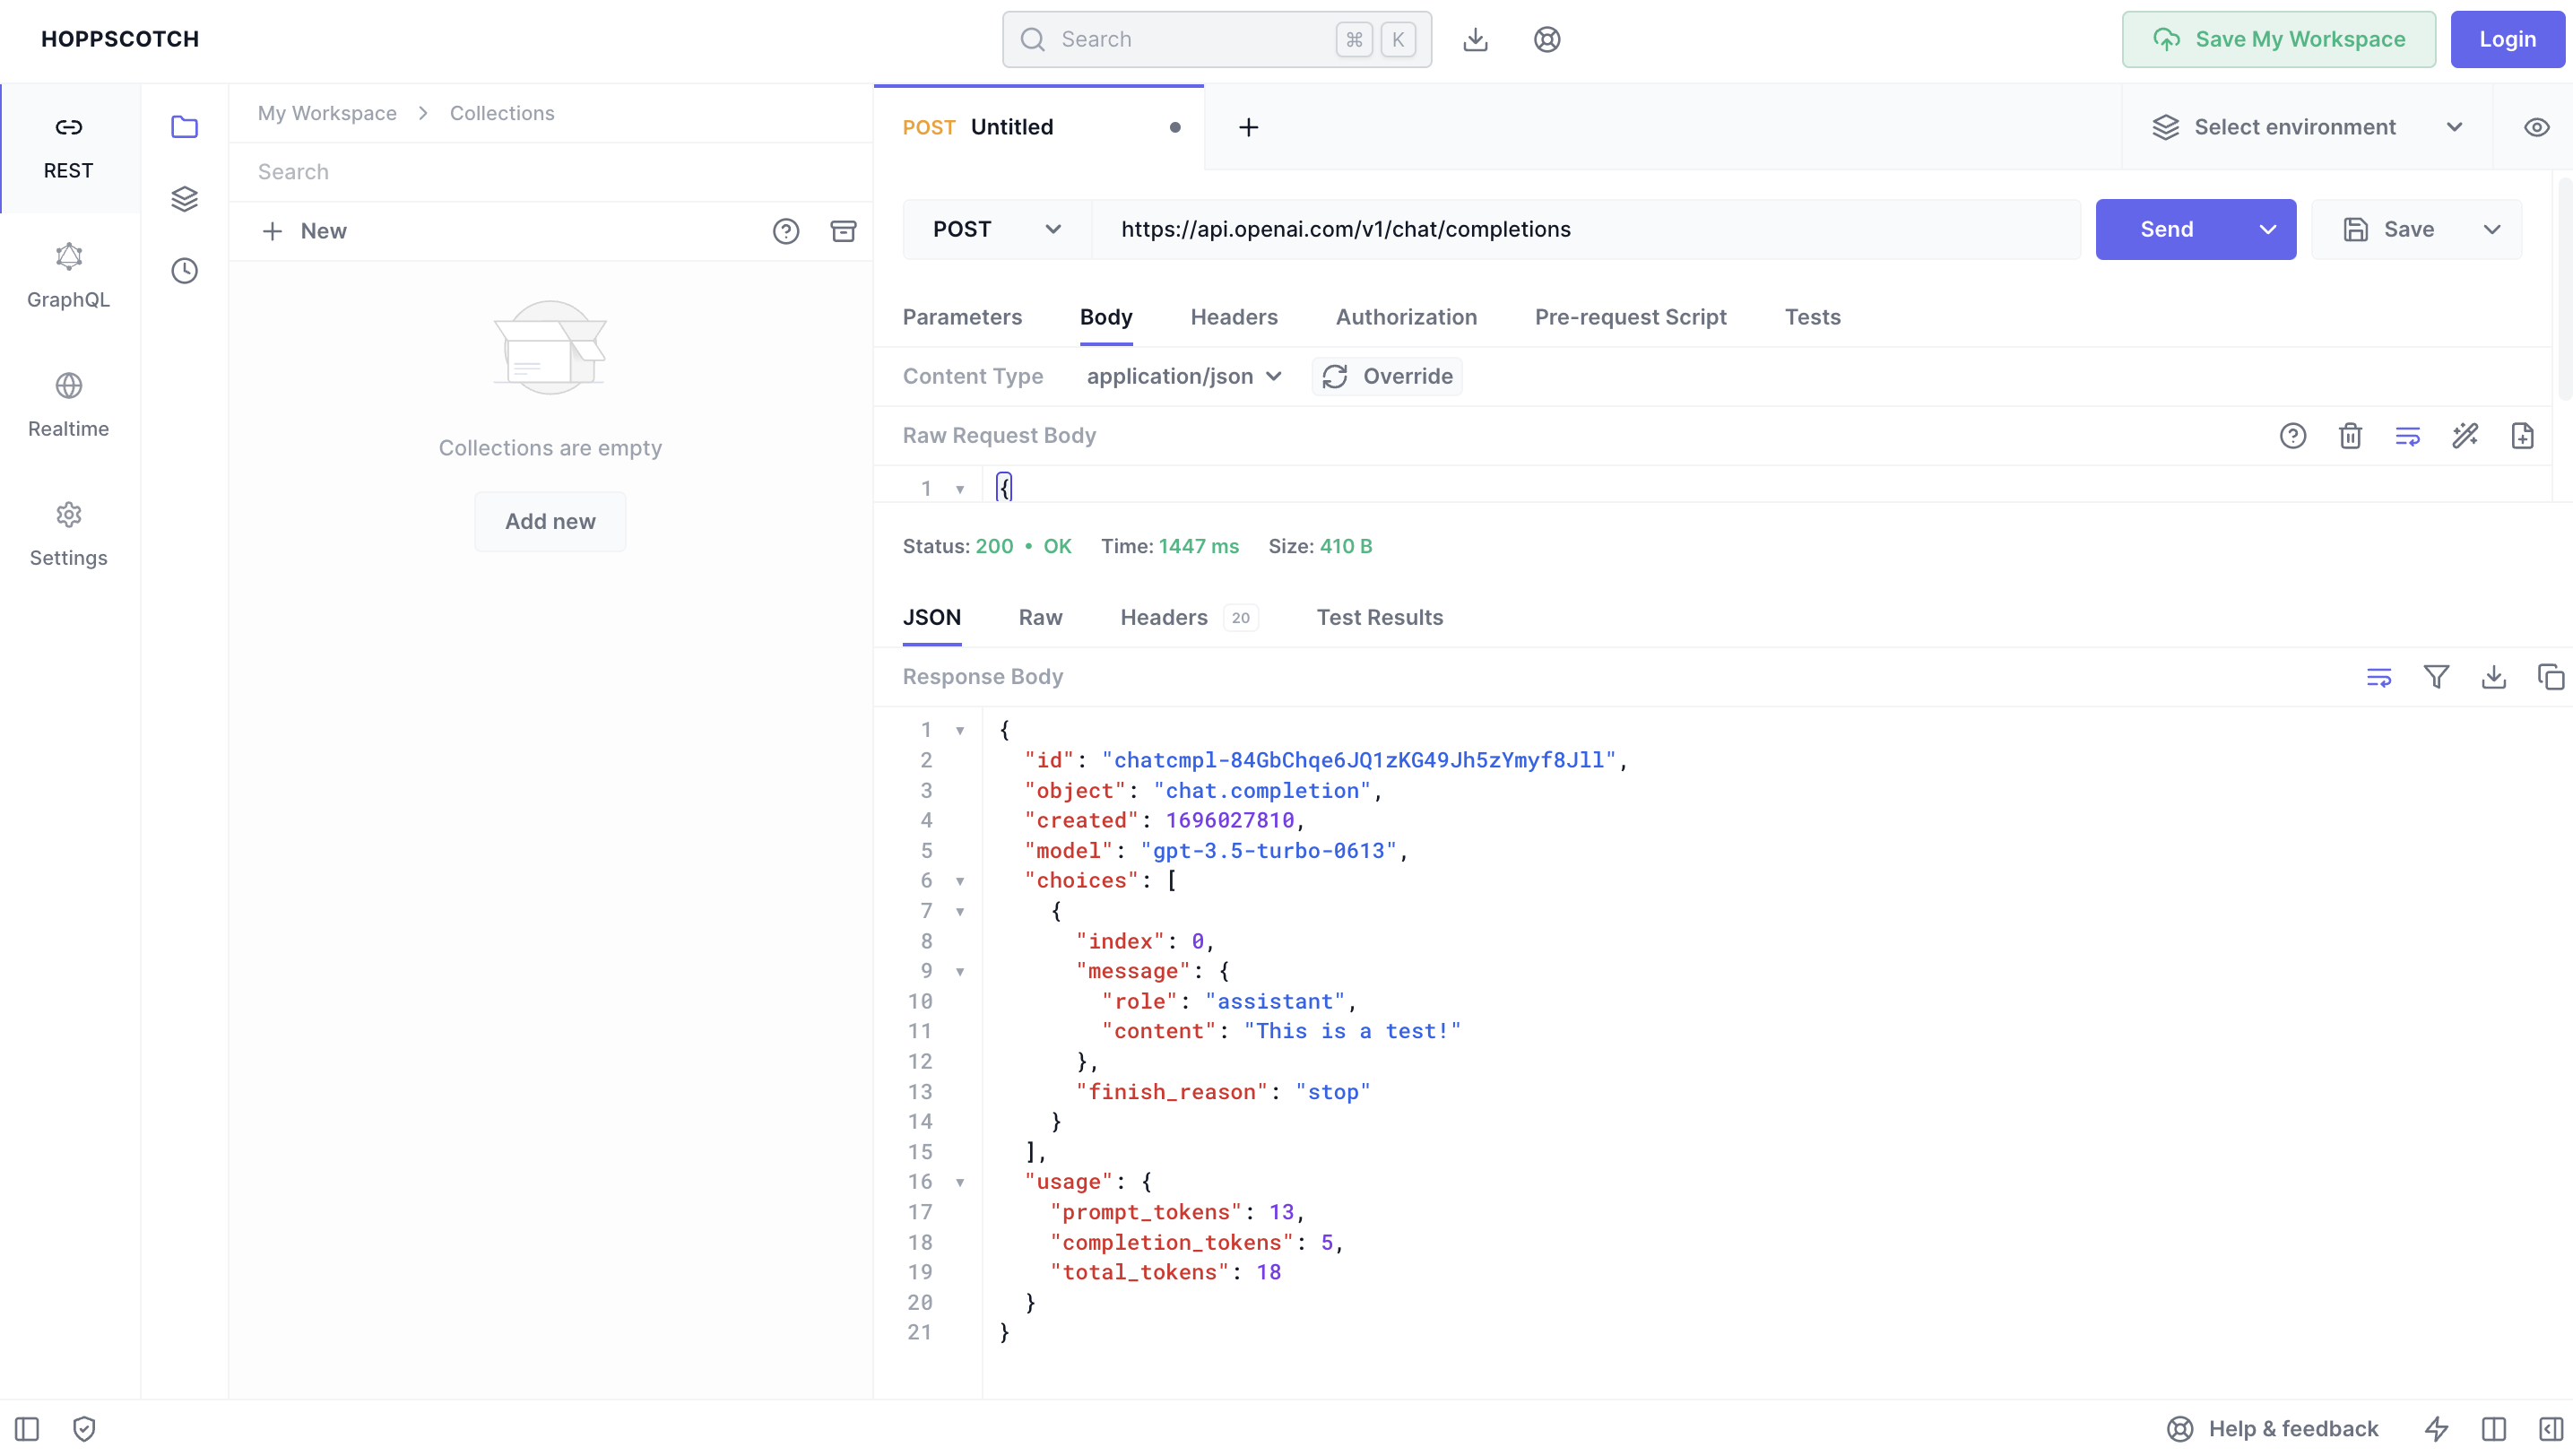 HOPPSCOTCH
Search ⌘ K
Save My Workspace
Login
REST
GraphQL
Realtime
Settings
My Workspace > Collections
Search
+ New
Collections are empty
Add new
POST Untitled
Select environment
POST https://api.openai.com/v1/chat/completions
Send
Save
Parameters Body Headers Authorization Pre-request Script Tests
Content Type application/json Override
Raw Request Body
1 {
Status: 200 • OK Time: 1447 ms Size: 410 B
JSON Raw Headers 20 Test Results
Response Body
1 {
2 "id": "chatcmpl-84GbChqe6JQ1zKG49Jh5zYmyf8Jll",
3 "object": "chat.completion",
4 "created": 1696027810,
5 "model": "gpt-3.5-turbo-0613",
6 "choices": [
7 {
8 "index": 0,
9 "message": {
10 "role": "assistant",
11 "content": "This is a test!"
12 },
13 "finish_reason": "stop"
14 }
15 ],
16 "usage": {
17 "prompt_tokens": 13,
18 "completion_tokens": 5,
19 "total_tokens": 18
20 }
21 }
Help & feedback